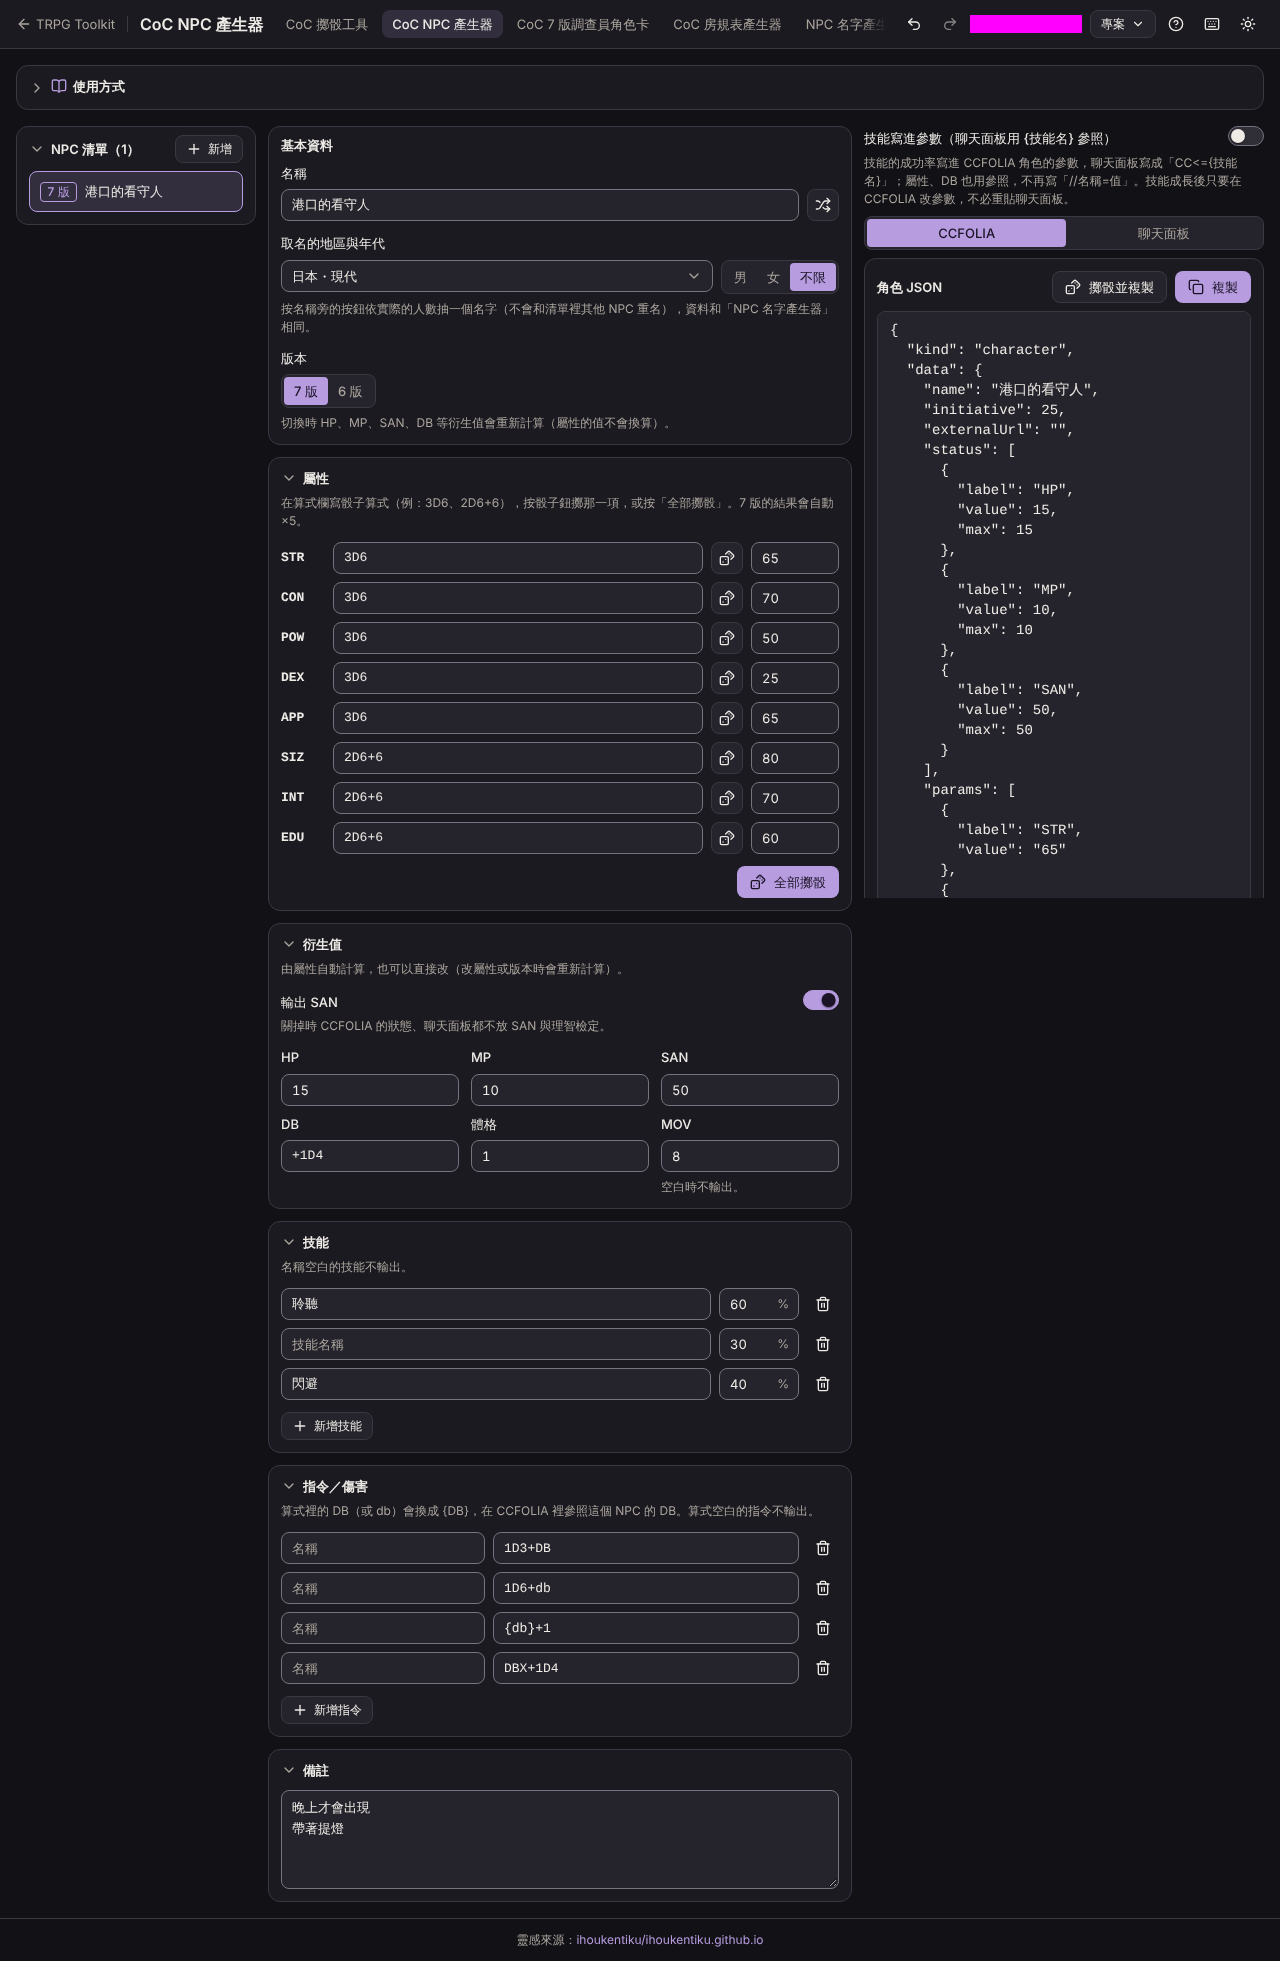 TRPG Toolkit
CoC NPC 產生器
CoC 擲骰工具
CoC NPC 產生器
CoC 7 版調查員角色卡
CoC 房規表產生器
NPC 名字產生
專案
使用方式
NPC 清單（1）
新增
7 版
港口的看守人
基本資料
名稱
港口的看守人
取名的地區與年代
日本・現代
男
女
不限
按名稱旁的按鈕依實際的人數抽一個名字（不會和清單裡其他 NPC 重名），資料和「NPC 名字產生器」
相同。
版本
7 版
6 版
切換時 HP、MP、SAN、DB 等衍生值會重新計算（屬性的值不會換算）。
屬性
在算式欄寫骰子算式（例：3D6、2D6+6），按骰子鈕擲那一項，或按「全部擲骰」。7 版的結果會自動
×5。
STR
3D6
65
CON
3D6
70
POW
3D6
50
DEX
3D6
25
APP
3D6
65
SIZ
2D6+6
80
INT
2D6+6
70
EDU
2D6+6
60
全部擲骰
衍生值
由屬性自動計算，也可以直接改（改屬性或版本時會重新計算）。
輸出 SAN
關掉時 CCFOLIA 的狀態、聊天面板都不放 SAN 與理智檢定。
HP
MP
SAN
15
10
50
DB
體格
MOV
+1D4
1
8
空白時不輸出。
技能
名稱空白的技能不輸出。
聆聽
60
%
技能名稱
30
%
閃避
40
%
新增技能
指令／傷害
算式裡的 DB（或 db）會換成 {DB}，在 CCFOLIA 裡參照這個 NPC 的 DB。算式空白的指令不輸出。
名稱
1D3+DB
名稱
1D6+db
名稱
{db}+1
名稱
DBX+1D4
新增指令
備註
晚上才會出現
帶著提燈
技能寫進參數（聊天面板用 {技能名} 參照）
技能的成功率寫進 CCFOLIA 角色的參數，聊天面板寫成「CC<={技能
名}」；屬性、DB 也用參照，不再寫「//名稱=值」。技能成長後只要在
CCFOLIA 改參數，不必重貼聊天面板。
CCFOLIA
聊天面板
角色 JSON
擲骰並複製
複製
{
"kind": "character",
"data": {
"name": "港口的看守人",
"initiative": 25,
"externalUrl": "",
"status": [
{
"label": "HP",
"value": 15,
"max": 15
},
{
"label": "MP",
"value": 10,
"max": 10
},
{
"label": "SAN",
"value": 50,
"max": 50
}
],
"params": [
{
"label": "STR",
"value": "65"
},
{
靈感來源：ihoukentiku/ihoukentiku.github.io